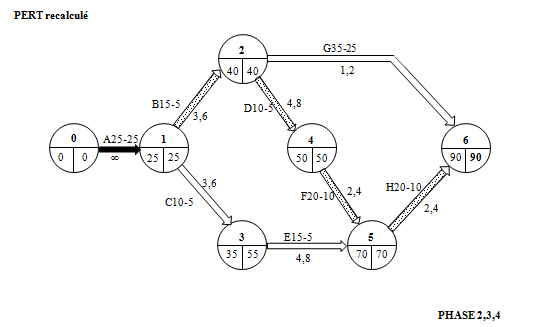 PERT recalculé
G35-25
2
40 40
1,2
B15-5
3,6
D10-5
4,8
0
0 0
A25-25
∞
1
25 25
4
50 50
6
90 90
3,6
C10-5
F20-10
2,4
H20-10
2,4
3
35 55
E15-5
4,8
5
70 70
PHASE 2,3,4